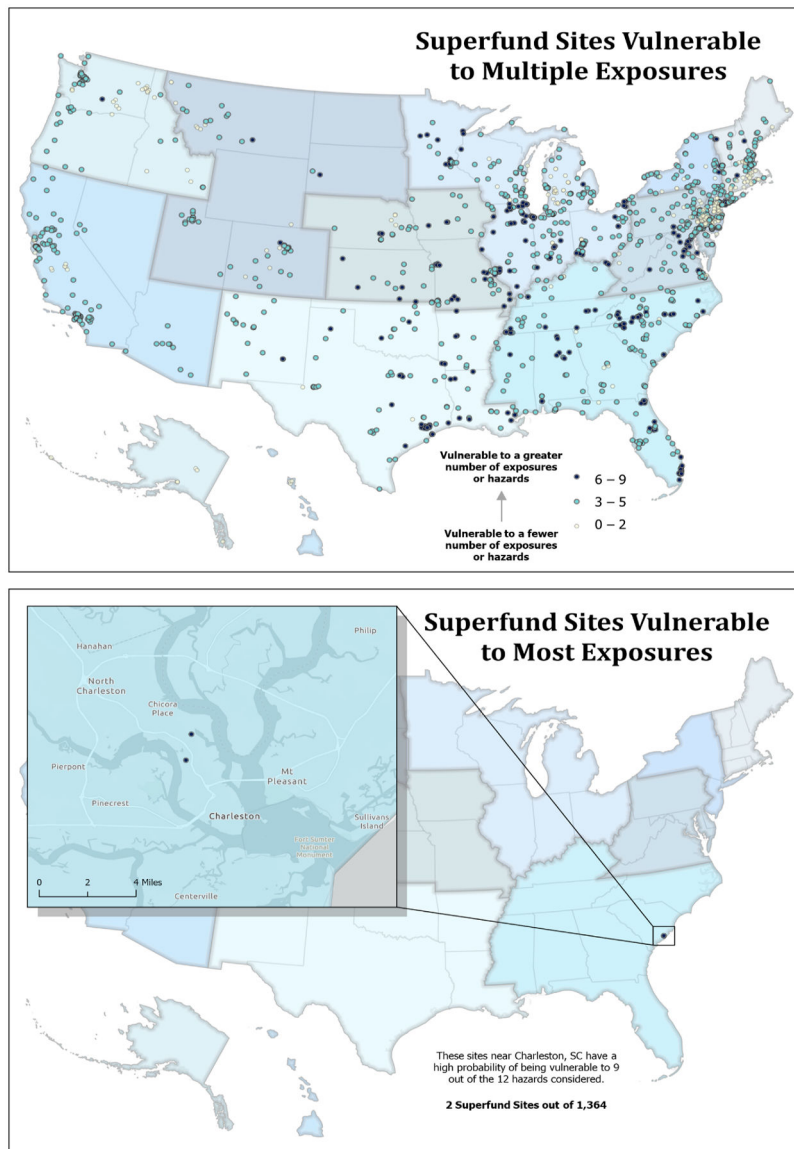 Superfund Sites Vulnerable
to Multiple Exposures
Vulnerable to a greater
number of exposures
or hazards
Vulnerable to a fewer
number of exposures
or hazards
6 – 9
3 – 5
0 – 2
Superfund Sites Vulnerable
to Most Exposures
Philip
Hanahan
North
Charleston
Chicora
Place
Pierpont
Mt
Pleasant
Pinecrest
Charleston
Sullivans
Island
Fort Sumter
National
Monument
0 2 4 Miles
Centerville
These sites near Charleston, SC have a
high probability of being vulnerable to 9
out of the 12 hazards considered.
2 Superfund Sites out of 1,364